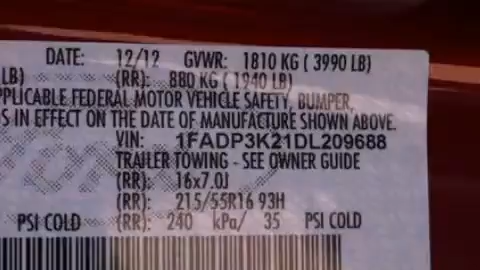 DATE: 12/12 GVWR: 1810 KG ( 3990 LB)
LB) (RR): 880 KG ( 1940 LB)
PPLICABLE FEDERAL MOTOR VEHICLE SAFETY, BUMPER,
S IN EFFECT ON THE DATE OF MANUFACTURE SHOWN ABOVE.
VIN: 1FADP3K21DL209688
TRAILER TOWING - SEE OWNER GUIDE
(RR): 16x7.0J
(RR): 215/55R16 93H
PSI COLD (RR): 240 kPa/ 35 PSI COLD